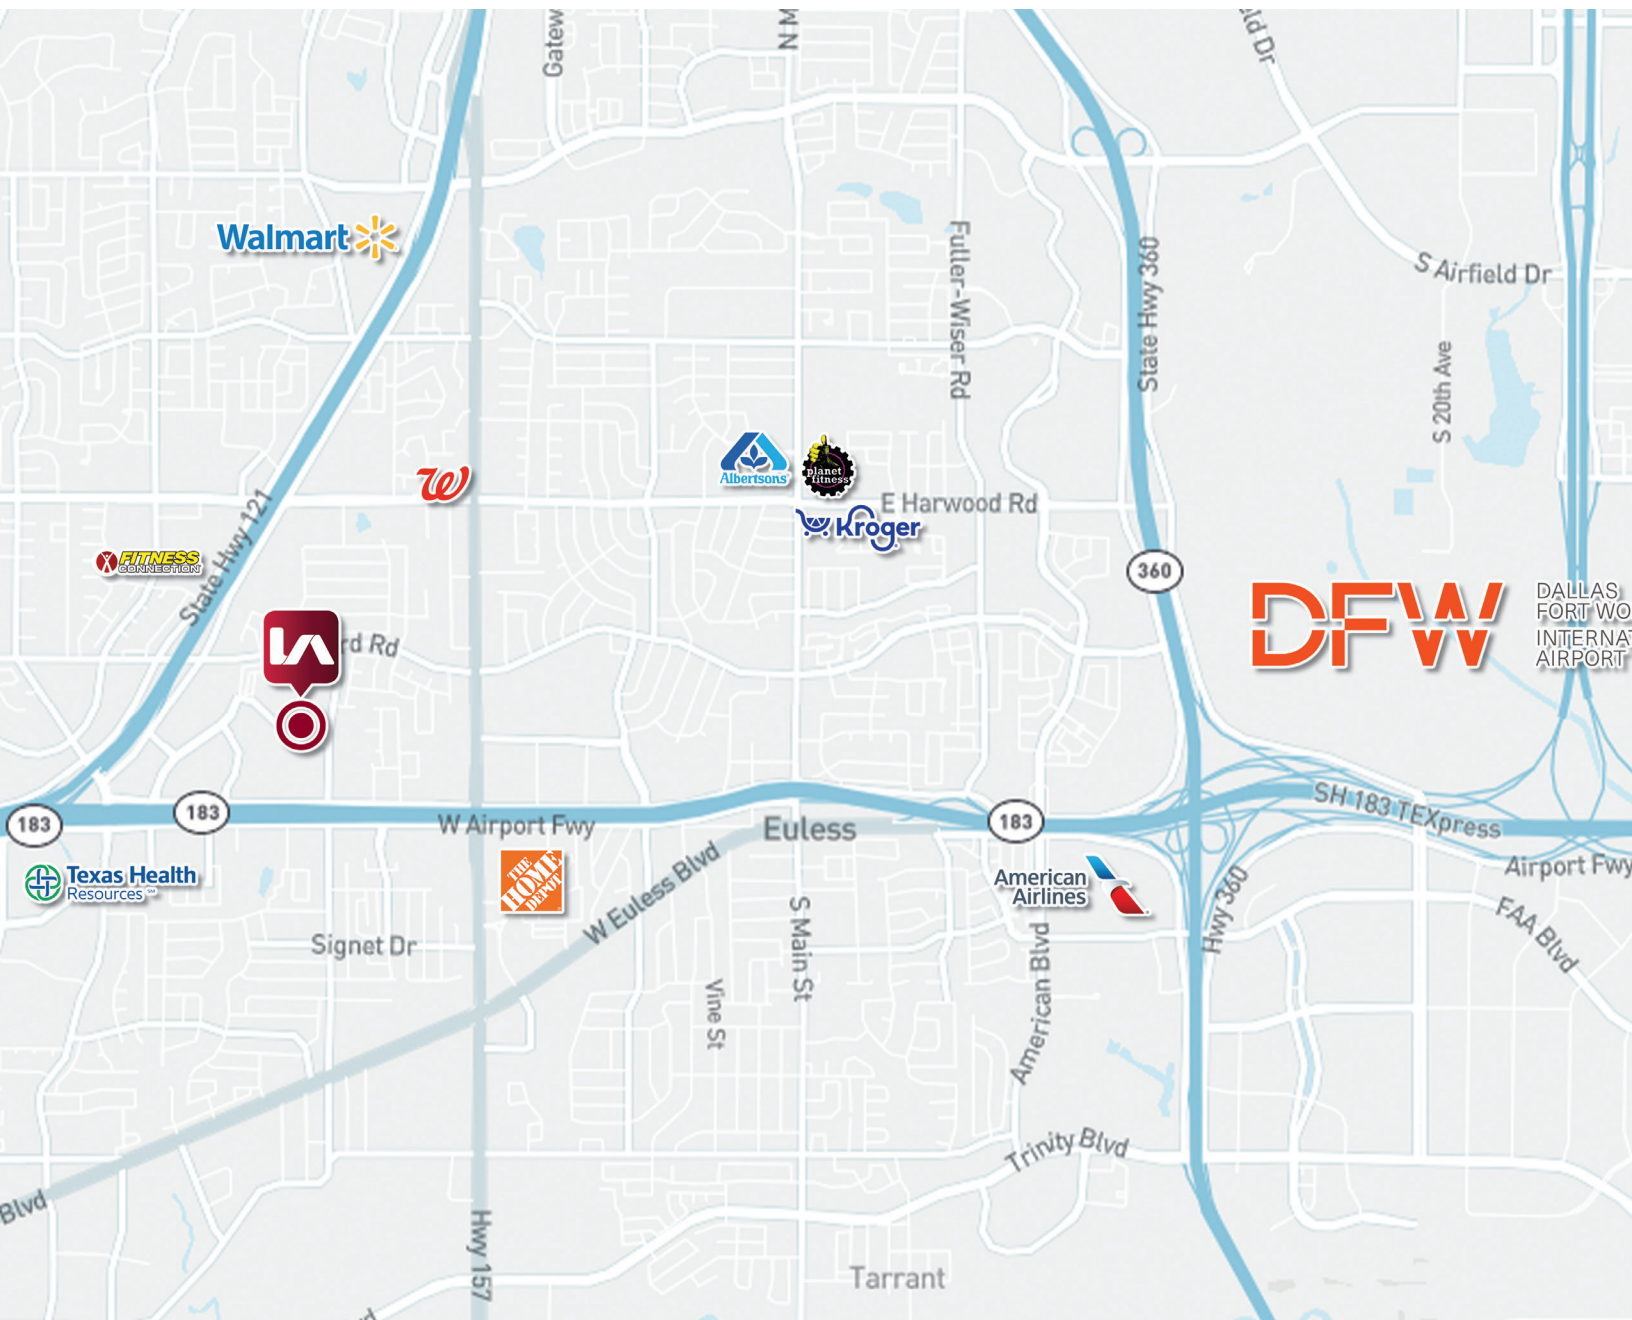 Gatew
N M
ld Dr
Walmart
Fuller-Wiser Rd
State Hwy 360
S Airfield Dr
S 20th Ave
Albertsons
planet
fitness
E Harwood Rd
Kroger
State Hwy 121
FITNESS
CONNECTION
360
DFW
DALLAS
FORT WO
INTERNA
AIRPORT
rd Rd
183
183
W Airport Fwy
Euless
183
SH 183 TEXpress
Airport Fwy
Texas Health
Resources SM
THE
HOME
DEPOT
W Euless Blvd
American
Airlines
Hwy 360
FAA Blvd
Signet Dr
S Main St
Vine St
American Blvd
Trinity Blvd
Blvd
Hwy 157
Tarrant